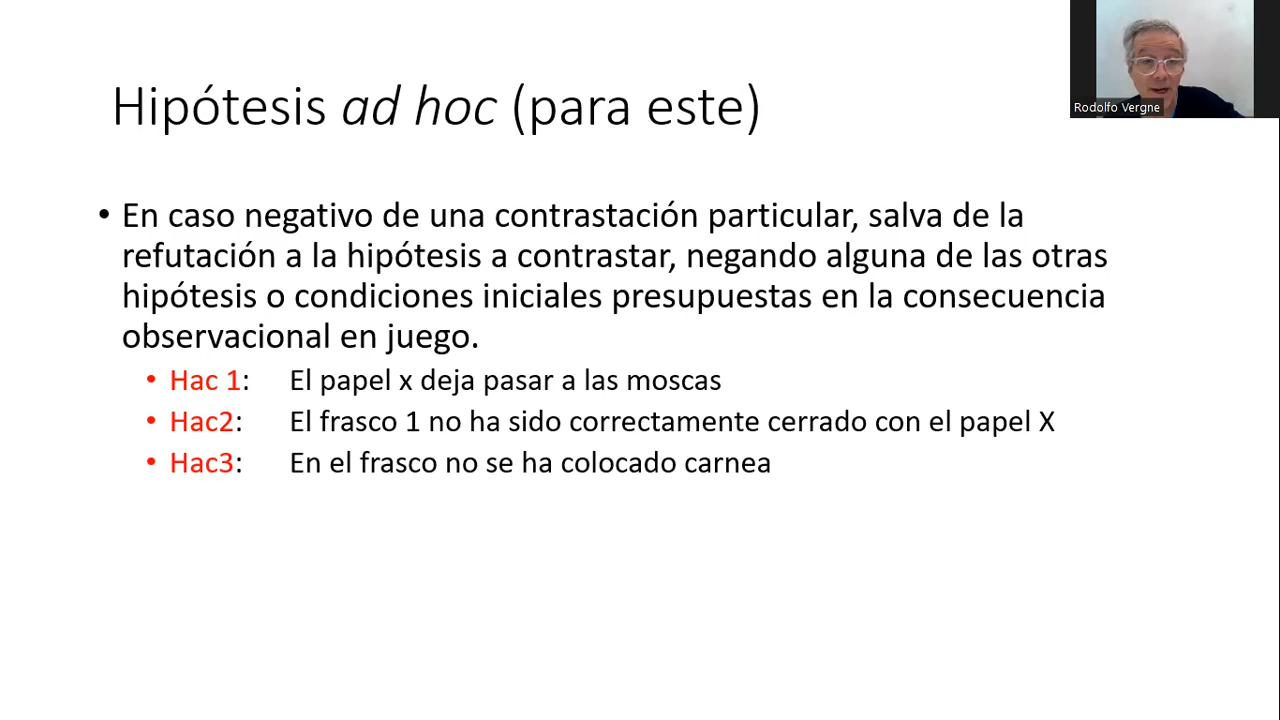 Hipótesis ad hoc (para este)
Rodolfo Vergne
• En caso negativo de una contrastación particular, salva de la
refutación a la hipótesis a contrastar, negando alguna de las otras
hipótesis o condiciones iniciales presupuestas en la consecuencia
observacional en juego.
• Hac 1: El papel x deja pasar a las moscas
• Hac2: El frasco 1 no ha sido correctamente cerrado con el papel X
• Hac3: En el frasco no se ha colocado carnea